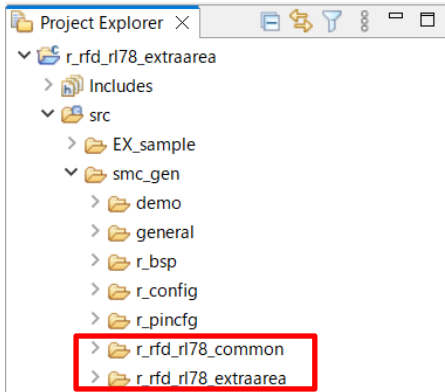 Project Explorer
r_rfd_rl78_extraarea
Includes
src
EX_sample
smc_gen
demo
general
r_bsp
r_config
r_pincfg
r_rfd_rl78_common
r_rfd_rl78_extraarea